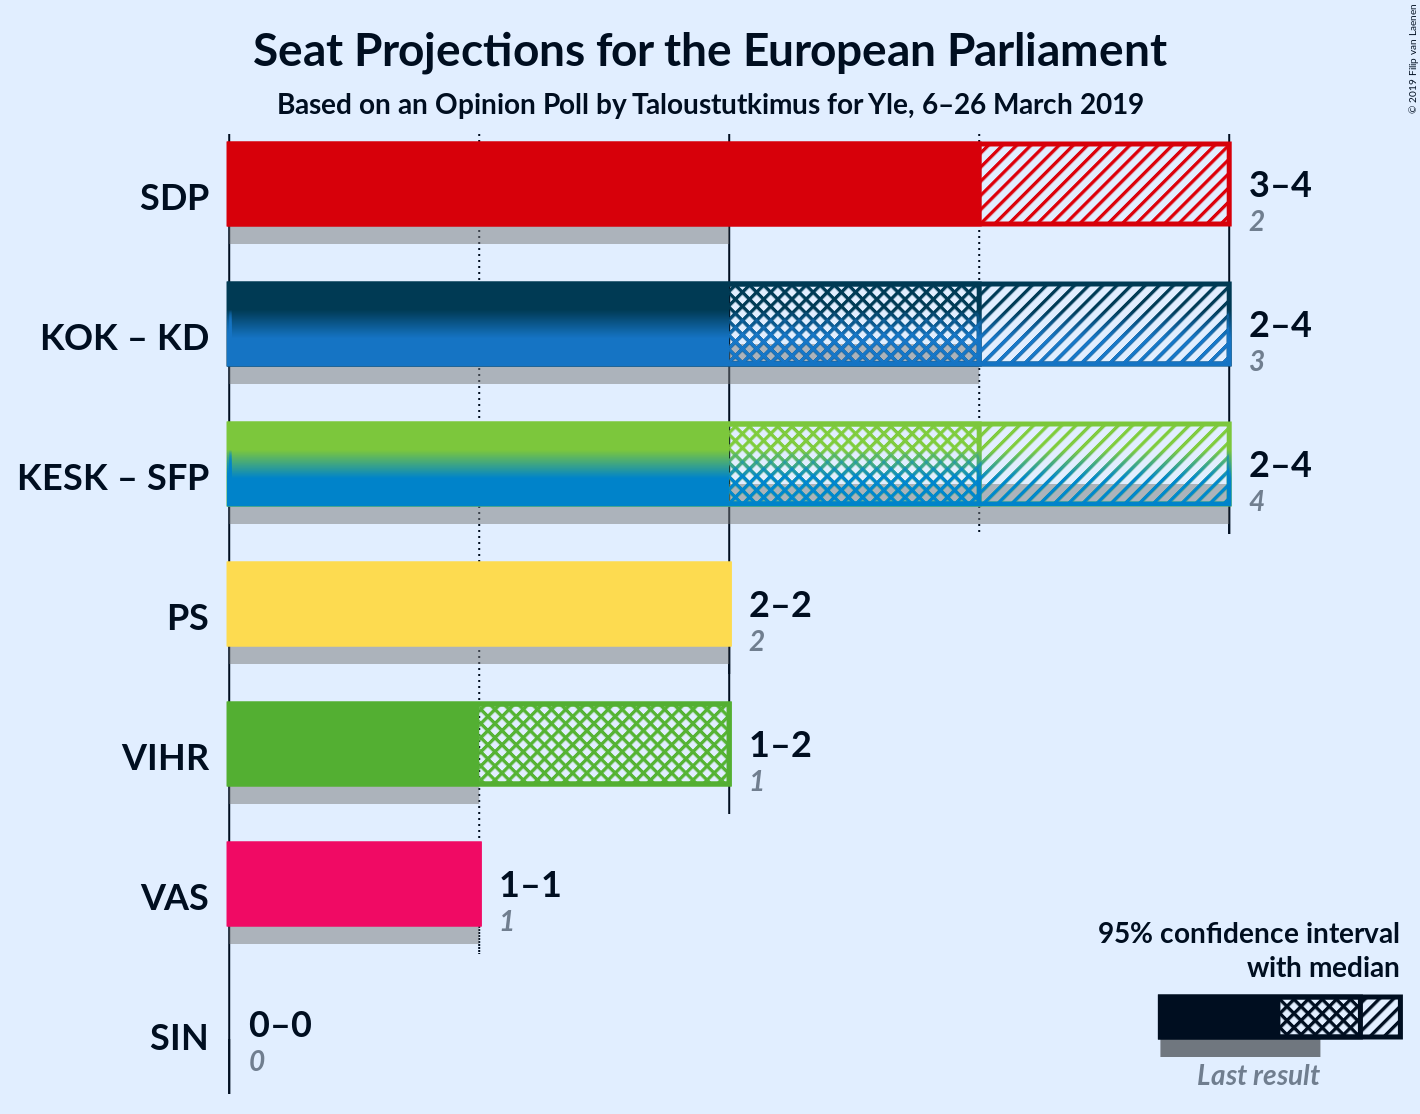 Seat Projections for the European Parliament
Based on an Opinion Poll by Taloustutkimus for Yle, 6–26 March 2019
© 2019 Filip van Laenen
SDP
3–4
2
KOK – KD
2–4
3
KESK – SFP
2–4
4
PS
2–2
2
VIHR
1–2
1
VAS
1–1
1
SIN
0–0
0
95% confidence interval
with median
Last result